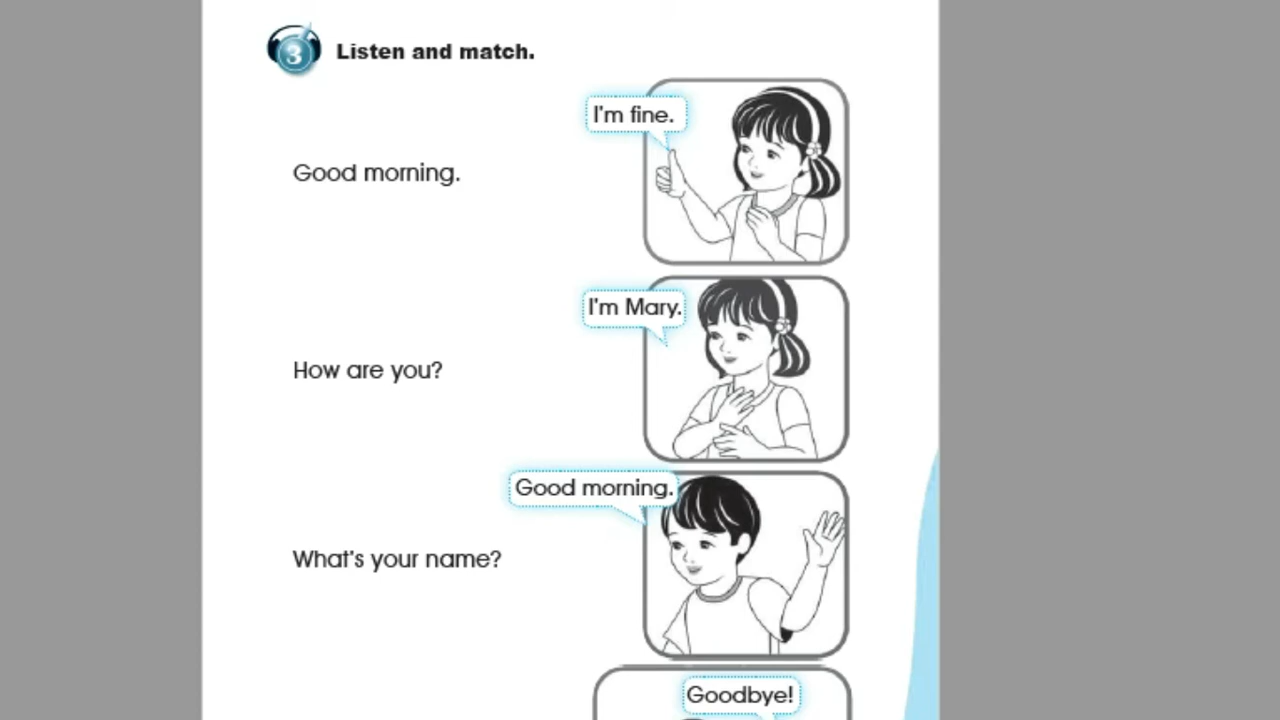 3 Listen and match.
I'm fine.
Good morning.
I'm Mary.
How are you?
Good morning.
What's your name?
Goodbye!